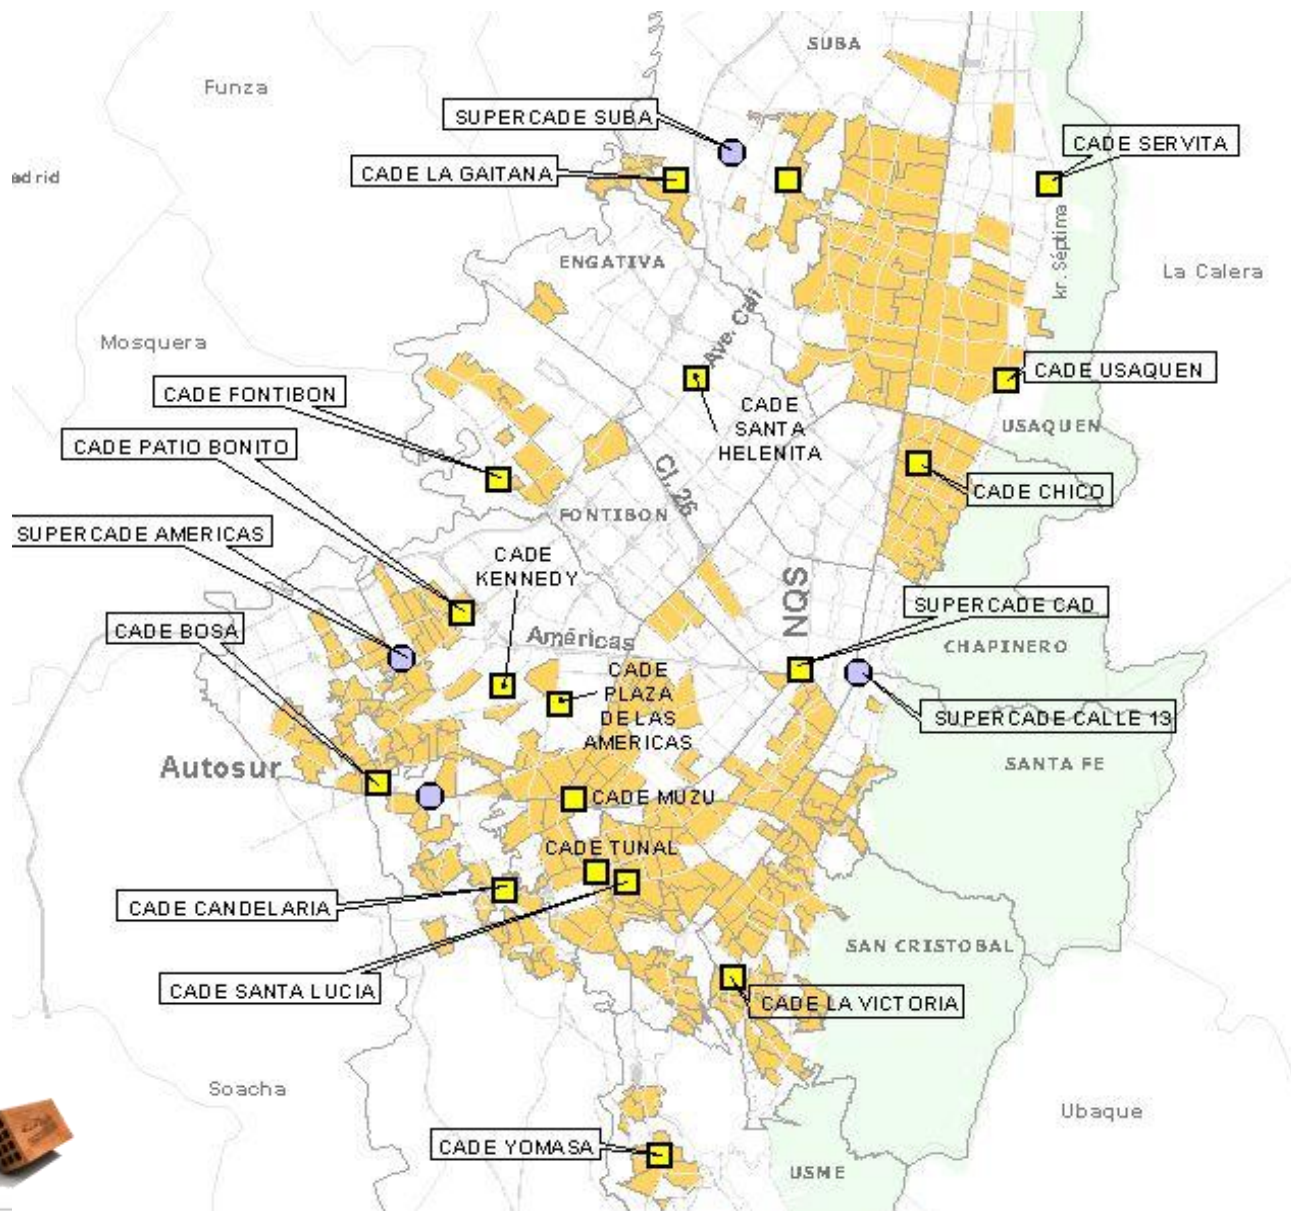 SUBA
Funza
SUPERCADE SUBA
CADE SERVITA
CADE LA GAITANA
adrid
kr. Séptima
ENGATIVA
La Calera
Ave. Cali
Mosquera
CADE USAQUEN
CADE FONTIBON
CADE
SANTA
HELENITA
USAQUEN
CADE PATIO BONITO
Cl. 26
CADE CHICO
FONTIBON
SUPERCADE AMERICAS
CADE
KENNEDY
NQS
SUPERCADE CAD
CADE BOSA
Américas
CHAPINERO
CADE
PLAZA
DE LAS
AMERICAS
SUPERCADE CALLE 13
Autosur
SANTA FE
CADE MUZU
CADE TUNAL
CADE CANDELARIA
SAN CRISTOBAL
CADE SANTA LUCIA
CADE LA VICTORIA
Soacha
Ubaque
CADE YOMASA
USME